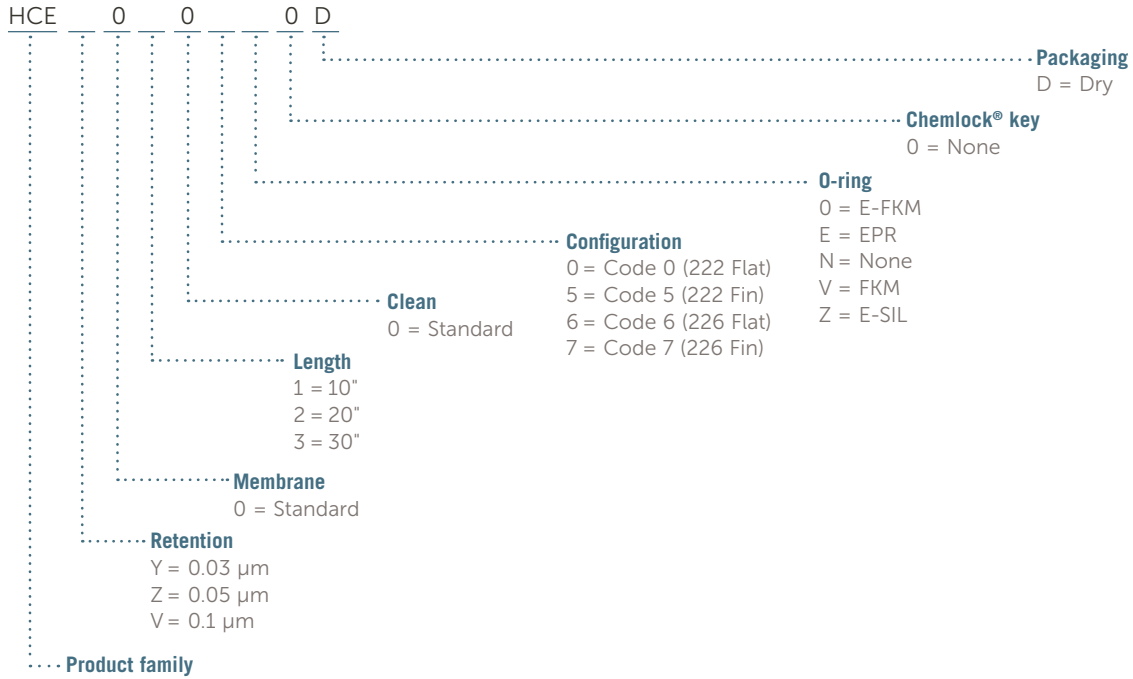 HCE 0 0 0 D
Packaging
D = Dry
Chemlock® key
0 = None
O-ring
0 = E-FKM
E = EPR
N = None
V = FKM
Z = E-SIL
Configuration
0 = Code 0 (222 Flat)
5 = Code 5 (222 Fin)
6 = Code 6 (226 Flat)
7 = Code 7 (226 Fin)
Clean
0 = Standard
Length
1 = 10"
2 = 20"
3 = 30"
Membrane
0 = Standard
Retention
Y = 0.03 µm
Z = 0.05 µm
V = 0.1 µm
Product family